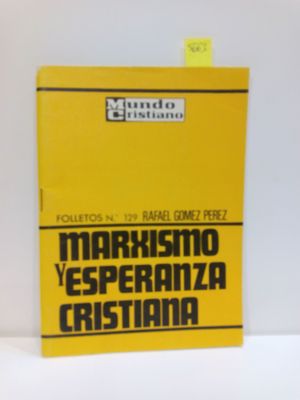 Mundo
Cristiano
FOLLETOS N.° 129 RAFAEL GOMEZ PEREZ
MARXISMO
Y ESPERANZA
CRISTIANA